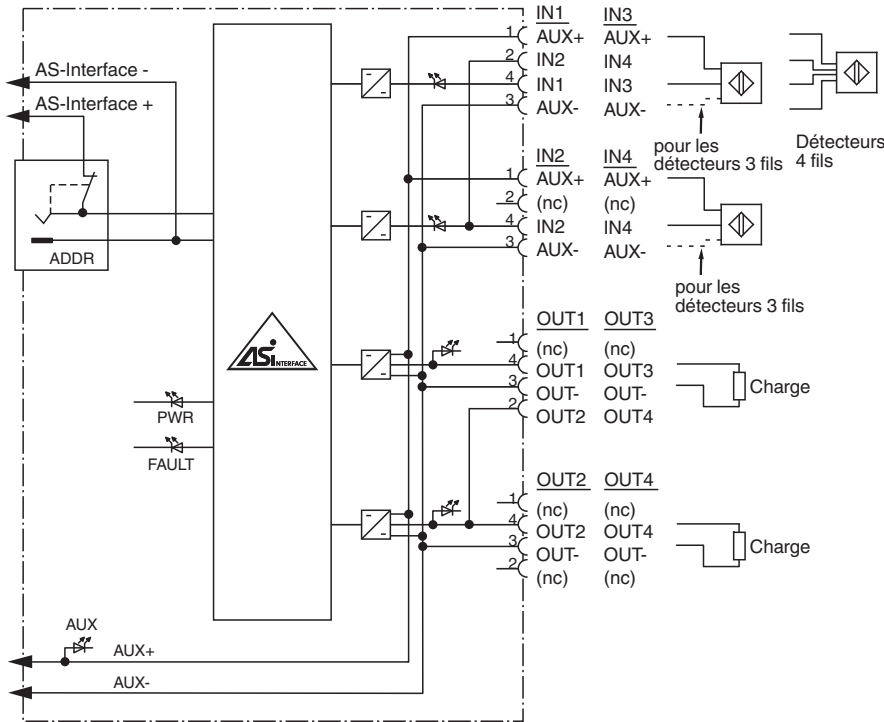 AS-Interface -
AS-Interface +
ADDR
ASi INTERFACE
PWR
FAULT
AUX
AUX+
AUX-
IN1 IN3
1 AUX+ AUX+
2 IN2 IN4
4 IN1 IN3
3 AUX- AUX-
pour les
détecteurs 3 fils
Détecteurs
4 fils
IN2 IN4
1 AUX+ AUX+
2 (nc) (nc)
4 IN2 IN4
3 AUX- AUX-
pour les
détecteurs 3 fils
OUT1 OUT3
1 (nc) (nc)
4 OUT1 OUT3
3 OUT- OUT-
2 OUT2 OUT4
Charge
OUT2 OUT4
1 (nc) (nc)
4 OUT2 OUT4
3 OUT- OUT-
2 (nc) (nc)
Charge